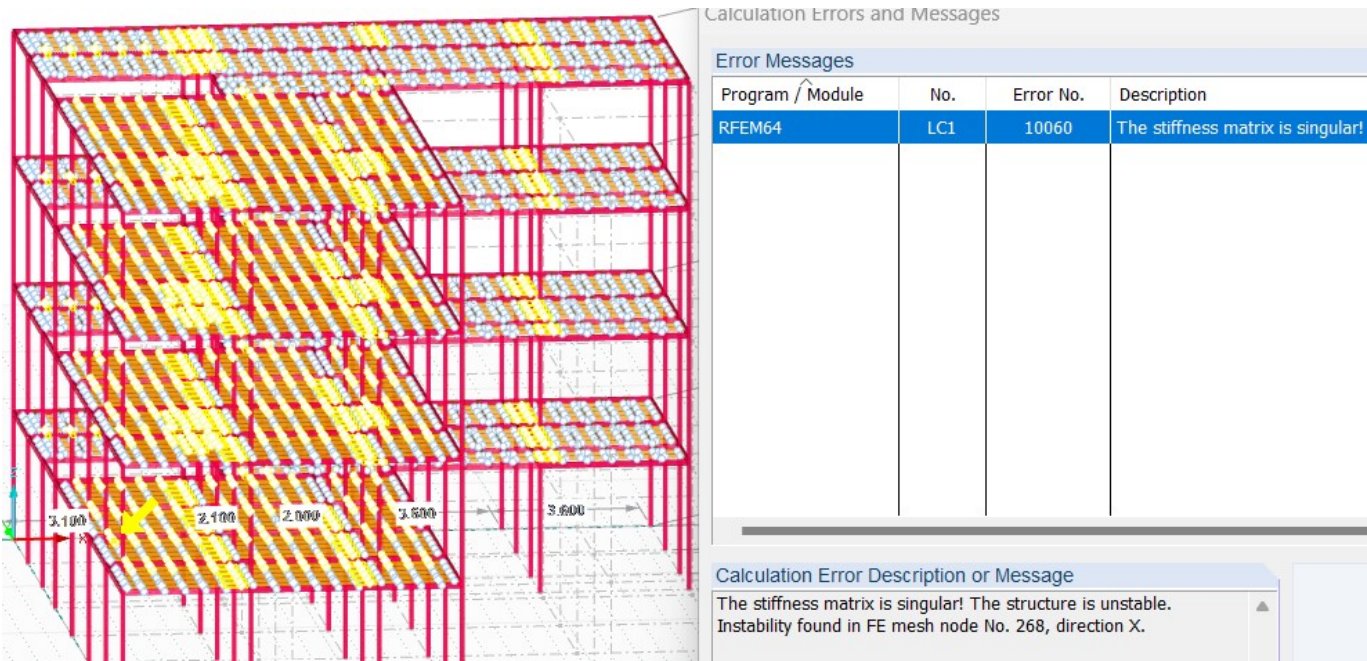 Calculation Errors and Messages
Error Messages
Program / Module No. Error No. Description
RFEM64 LC1 10060 The stiffness matrix is singular!
3.100 2.100 2.000 3.600 3.600
X
Calculation Error Description or Message
The stiffness matrix is singular! The structure is unstable.
Instability found in FE mesh node No. 268, direction X.